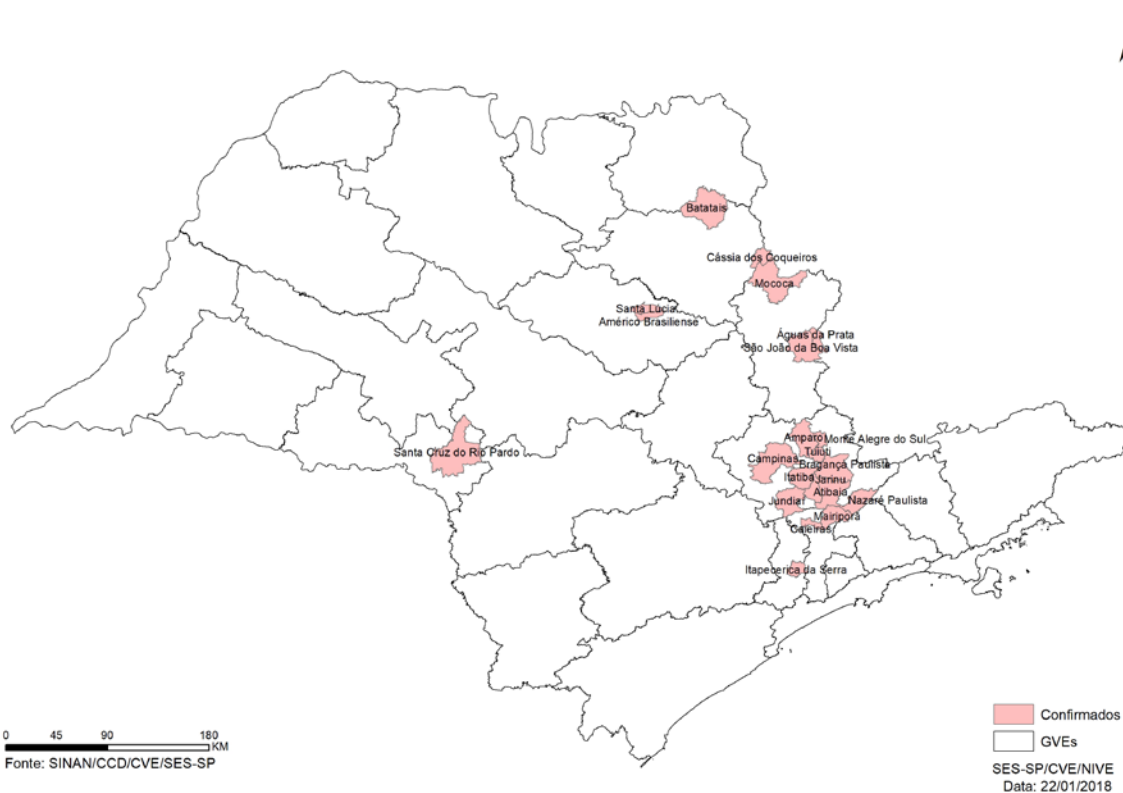 Batatais
Cássia dos Coqueiros
Mococa
Santa Lúcia
Américo Brasiliense
Águas da Prata
São João da Boa Vista
Santa Cruz do Rio Pardo
Amparo
Monte Alegre do Sul
Tuiuti
Campinas
Bragança Paulista
Itatiba
Jarinu
Atibaia
Jundiaí
Nazaré Paulista
Mairiporã
Caieiras
Itapecerica da Serra
0 45 90 180
KM
Fonte: SINAN/CCD/CVE/SES-SP
Confirmados
GVEs
SES-SP/CVE/NIVE
Data: 22/01/2018